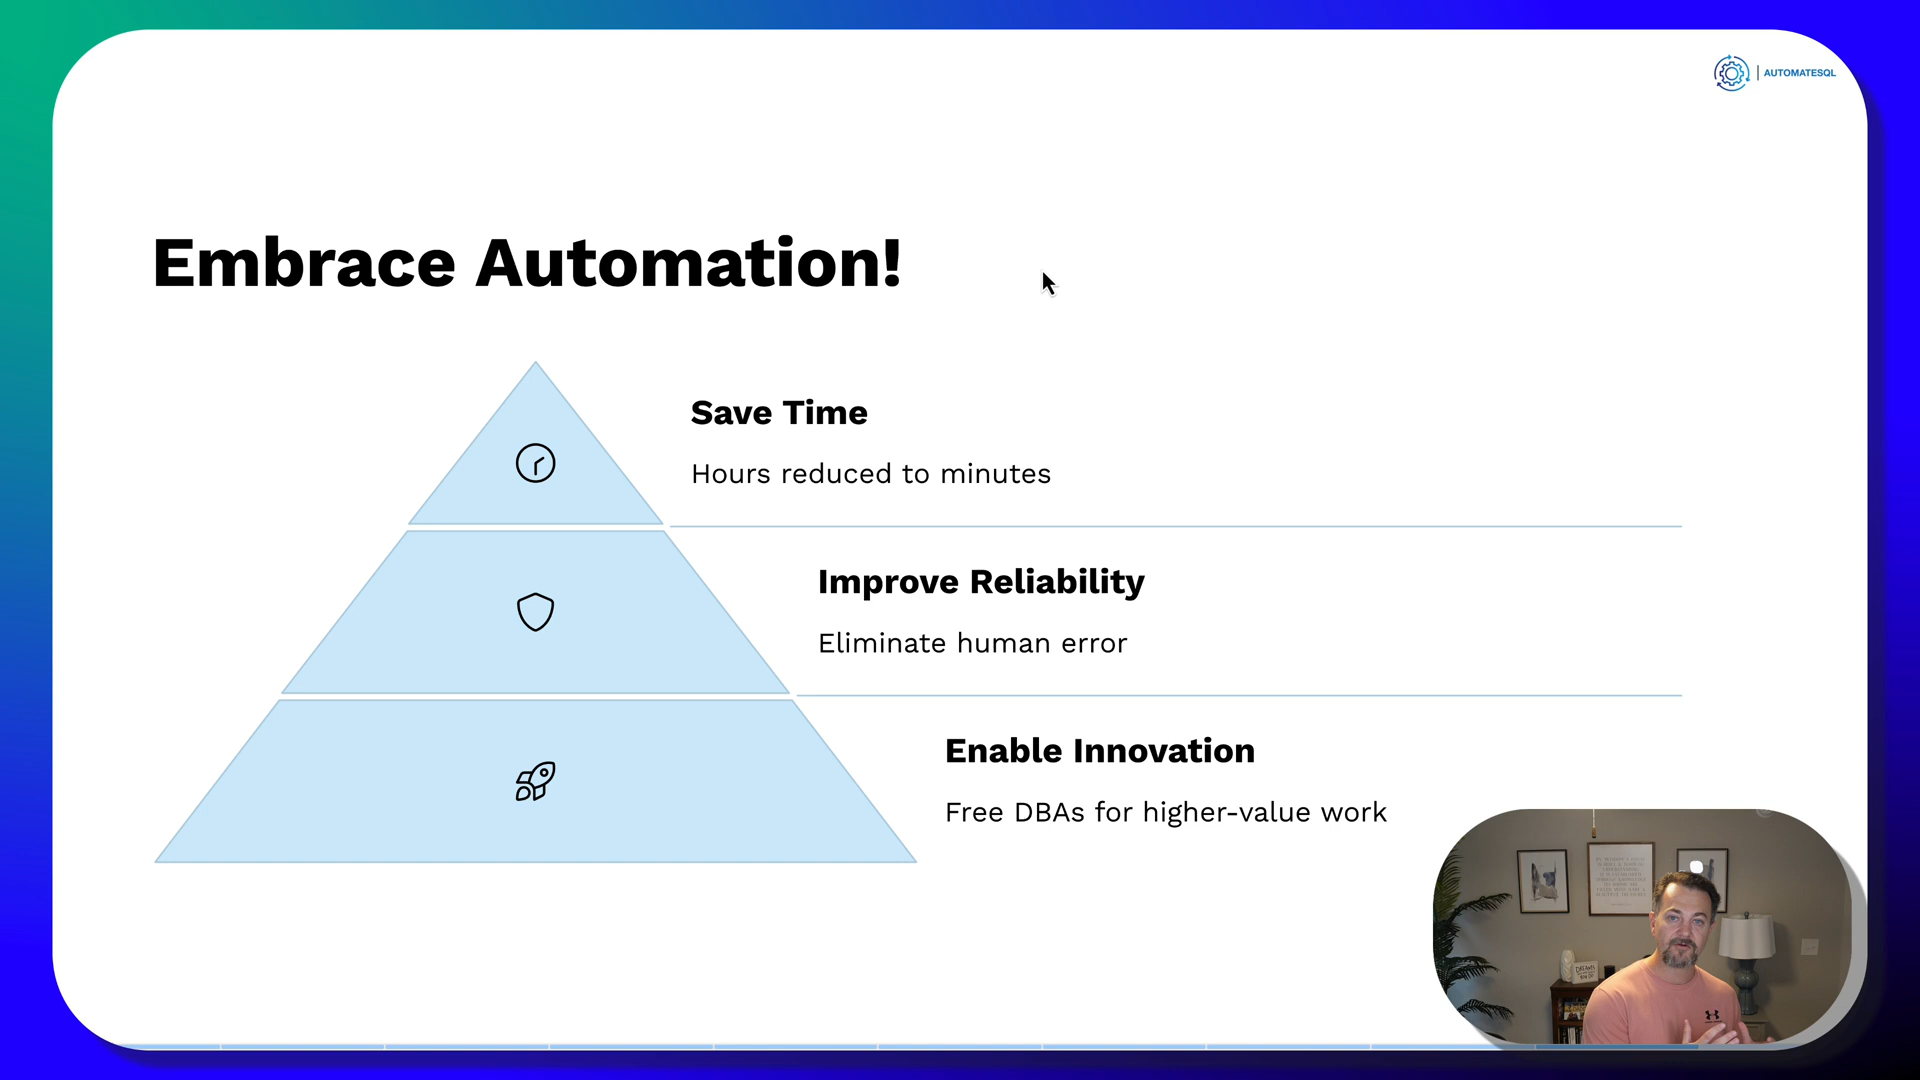 AUTOMATESQL
Embrace Automation!
Save Time
Hours reduced to minutes
Improve Reliability
Eliminate human error
Enable Innovation
Free DBAs for higher-value work
DREAMS